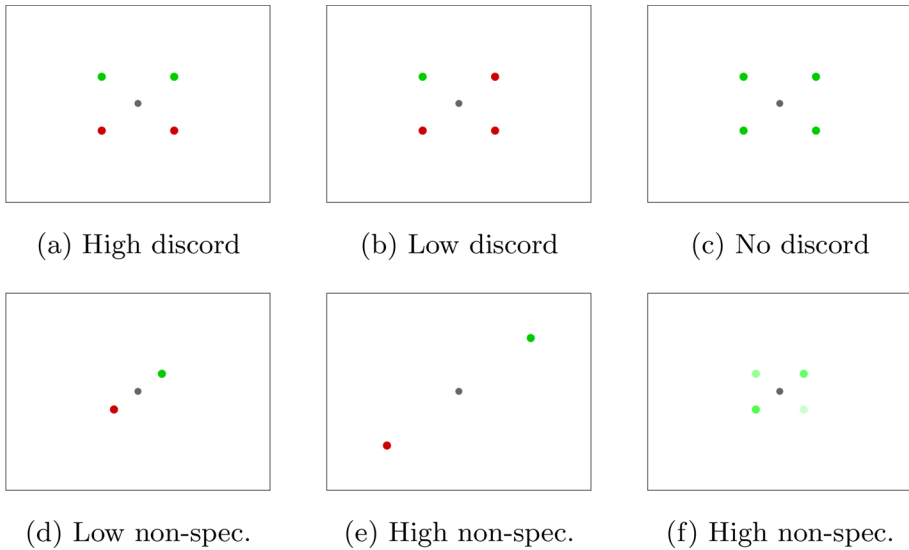 (a) High discord
(b) Low discord
(c) No discord
(d) Low non-spec.
(e) High non-spec.
(f) High non-spec.